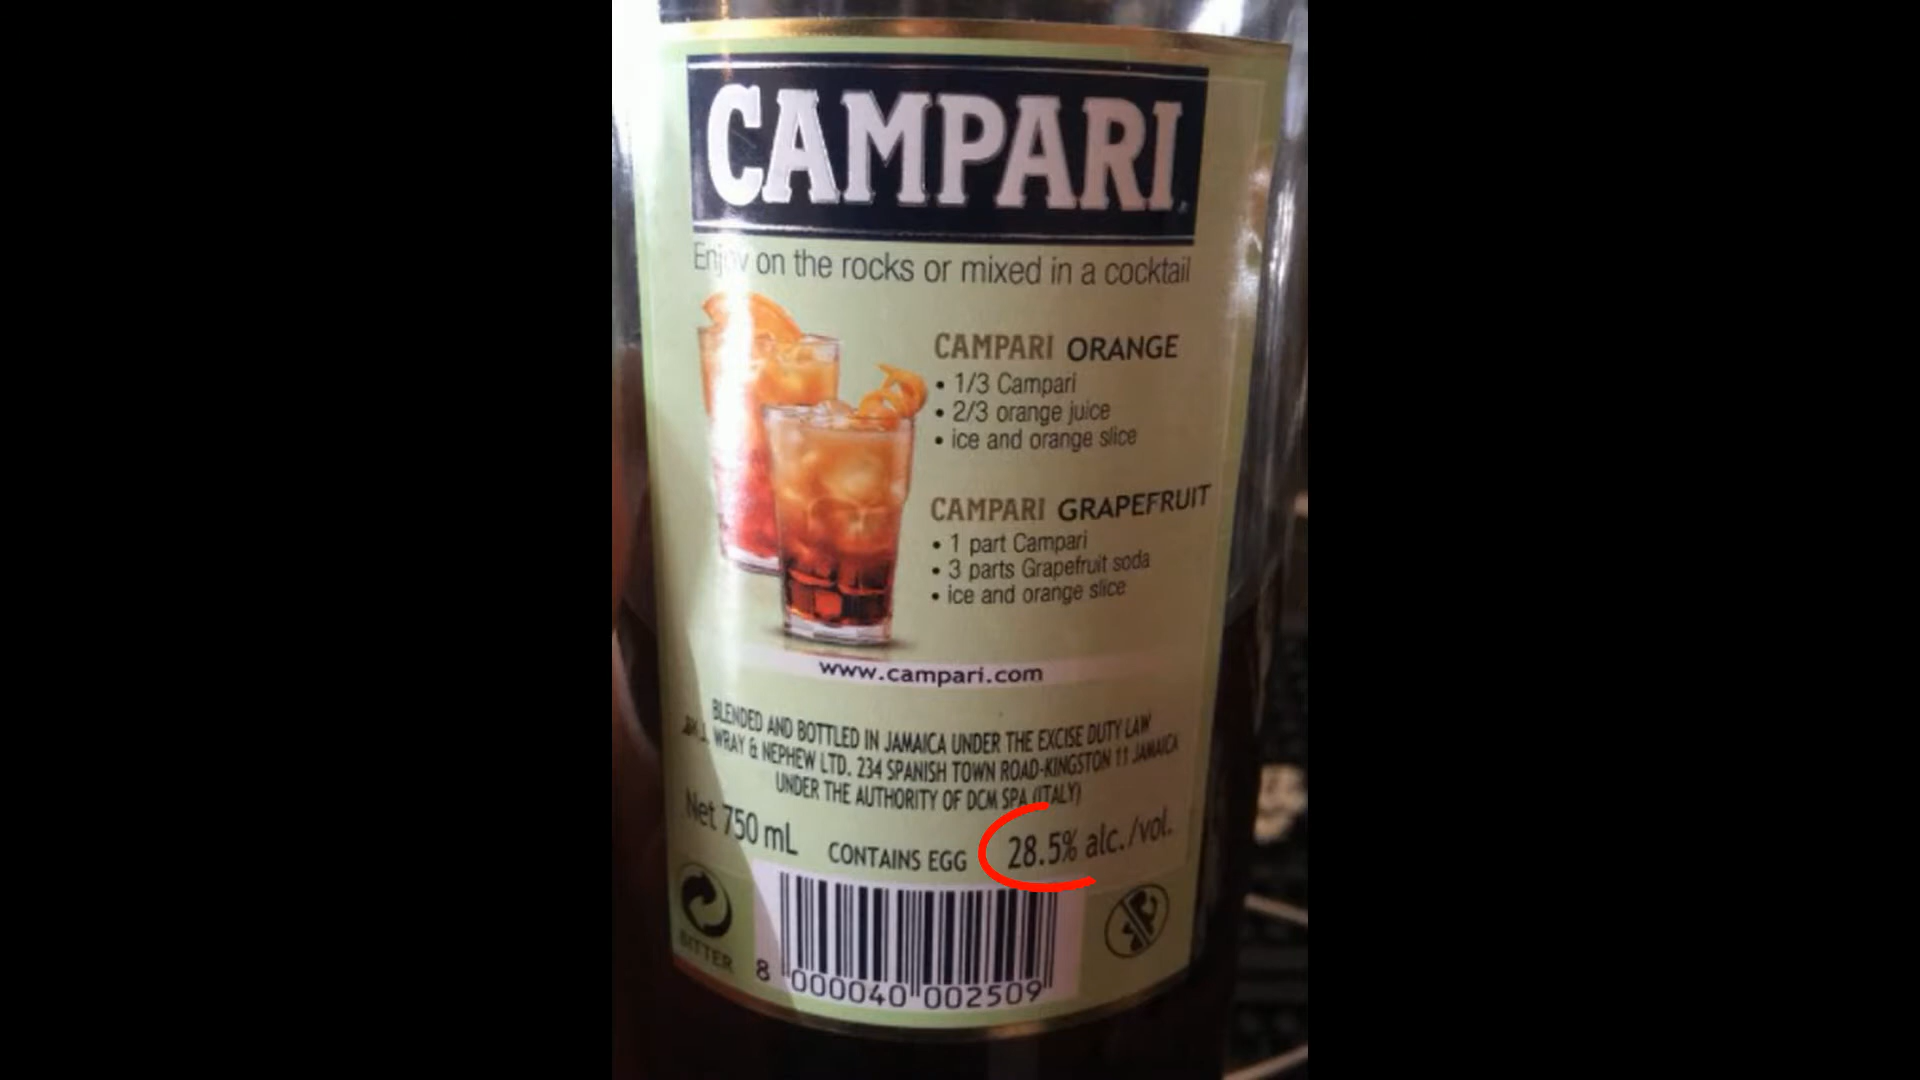 CAMPARI
Enjoy on the rocks or mixed in a cocktail
CAMPARI ORANGE
• 1/3 Campari
• 2/3 orange juice
• ice and orange slice
CAMPARI GRAPEFRUIT
• 1 part Campari
• 3 parts Grapefruit soda
• ice and orange slice
www.campari.com
BLENDED AND BOTTLED IN JAMAICA UNDER THE EXCISE DUTY LAW
WRAY & NEPHEW LTD. 234 SPANISH TOWN ROAD-KINGSTON 11 JAMAICA
UNDER THE AUTHORITY OF DCM SPA (ITALY)
Net 750 mL CONTAINS EGG 28.5% alc./vol.
BITTER
8 000040 002509